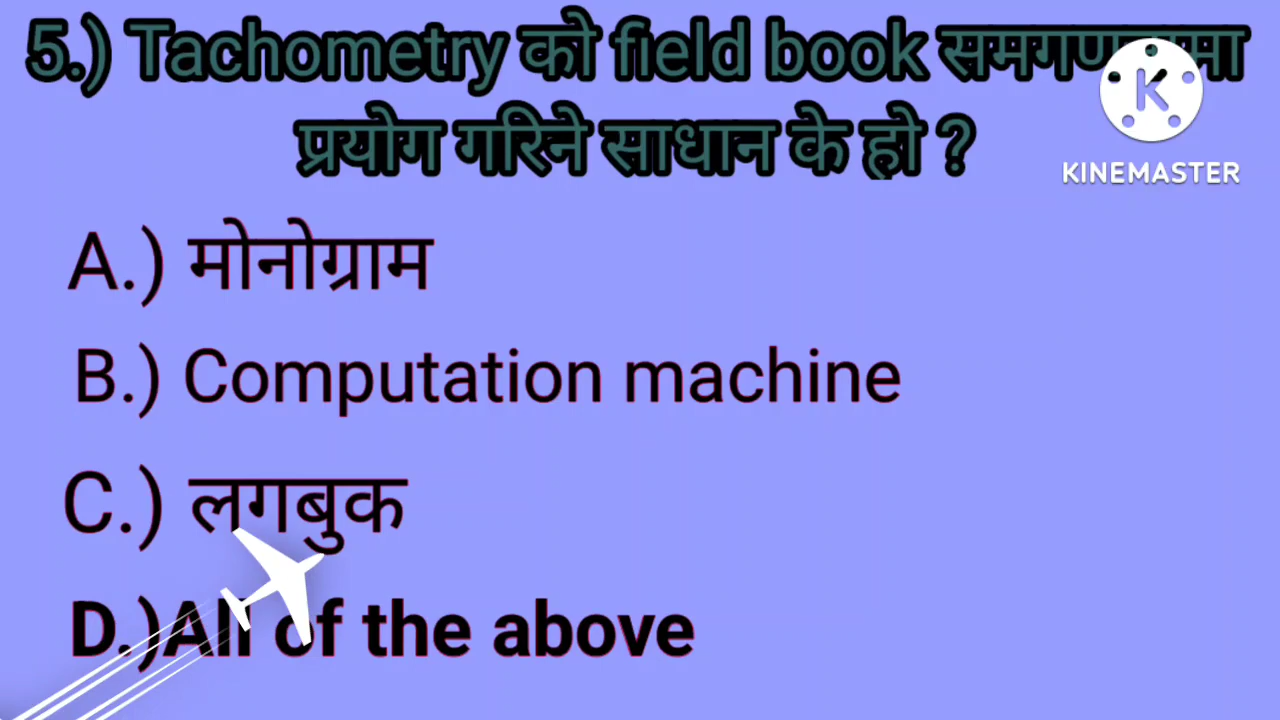 5.) Tachometry को field book
प्रयोग गरिने साधान के हो ?
KINEMASTER
A.) मोनोग्राम
B.) Computation machine
C.) लगबुक
D.)All of the above